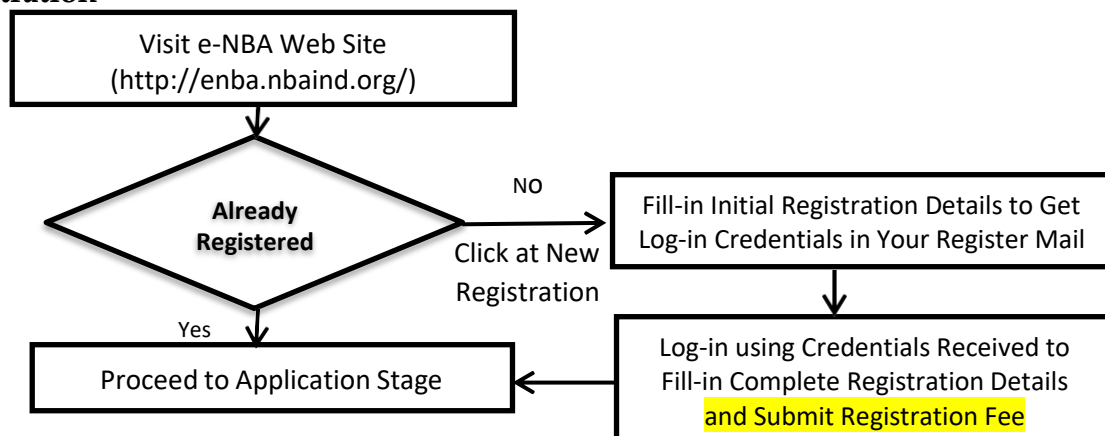 Visit e-NBA Web Site
(http://enba.nbaind.org/)
Already
Registered
NO
Click at New
Registration
Fill-in Initial Registration Details to Get
Log-in Credentials in Your Register Mail
Yes
Log-in using Credentials Received to
Fill-in Complete Registration Details
and Submit Registration Fee
Proceed to Application Stage